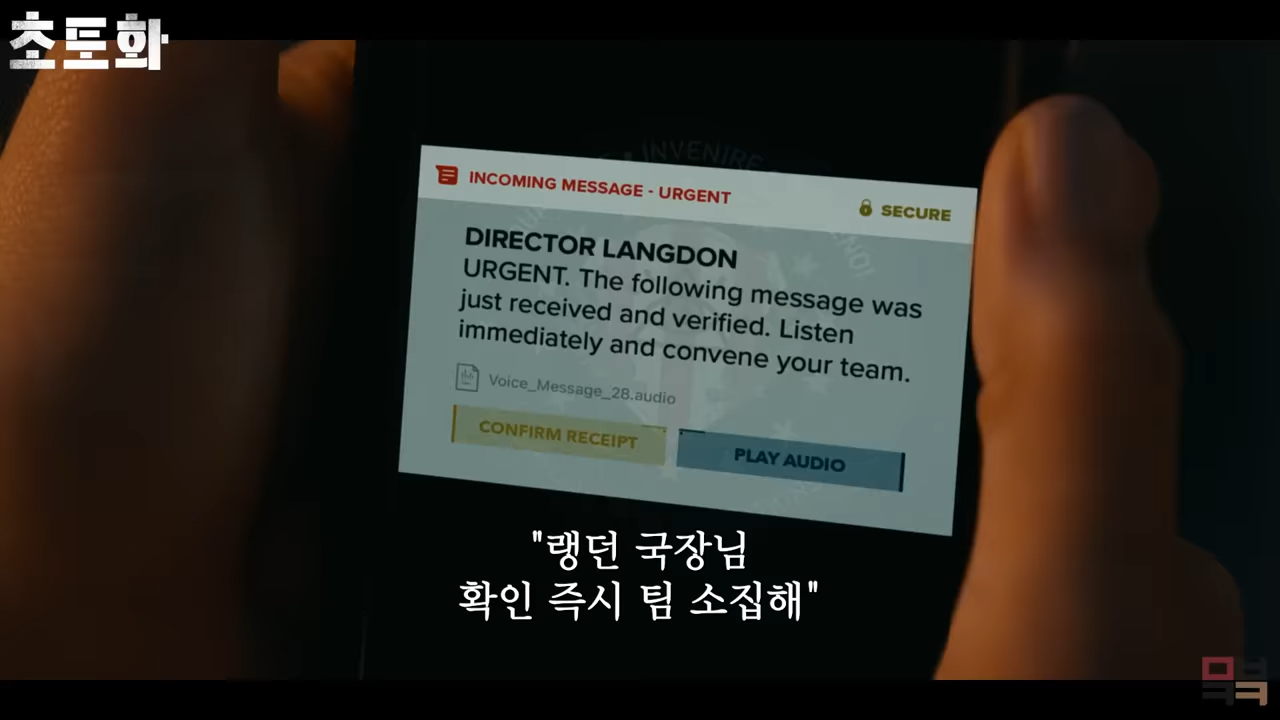 초토화
INVENIRE
INCOMING MESSAGE - URGENT
SECURE
DIRECTOR LANGDON
URGENT. The following message was
just received and verified. Listen
immediately and convene your team.
Voice_Message_28.audio
CONFIRM RECEIPT
PLAY AUDIO
"랭던 국장님
확인 즉시 팀 소집해"